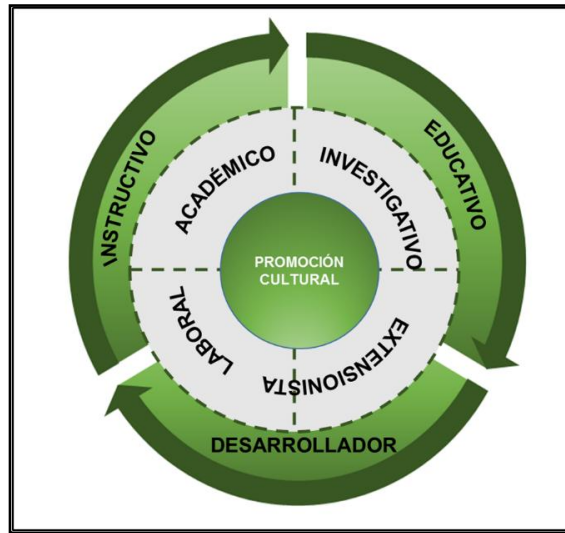 INSTRUCTIVO
EDUCATIVO
ACADÉMICO
INVESTIGATIVO
PROMOCIÓN
CULTURAL
LABORAL
EXTENSIONISTA
DESARROLLADOR